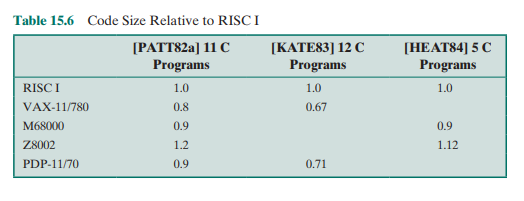 Table 15.6 Code Size Relative to RISC I
[PATT82a] 11 C [KATE83] 12 C [HEAT84] 5 C
Programs Programs Programs
RISC I 1.0 1.0 1.0
VAX-11/780 0.8 0.67
M68000 0.9 0.9
Z8002 1.2 1.12
PDP-11/70 0.9 0.71